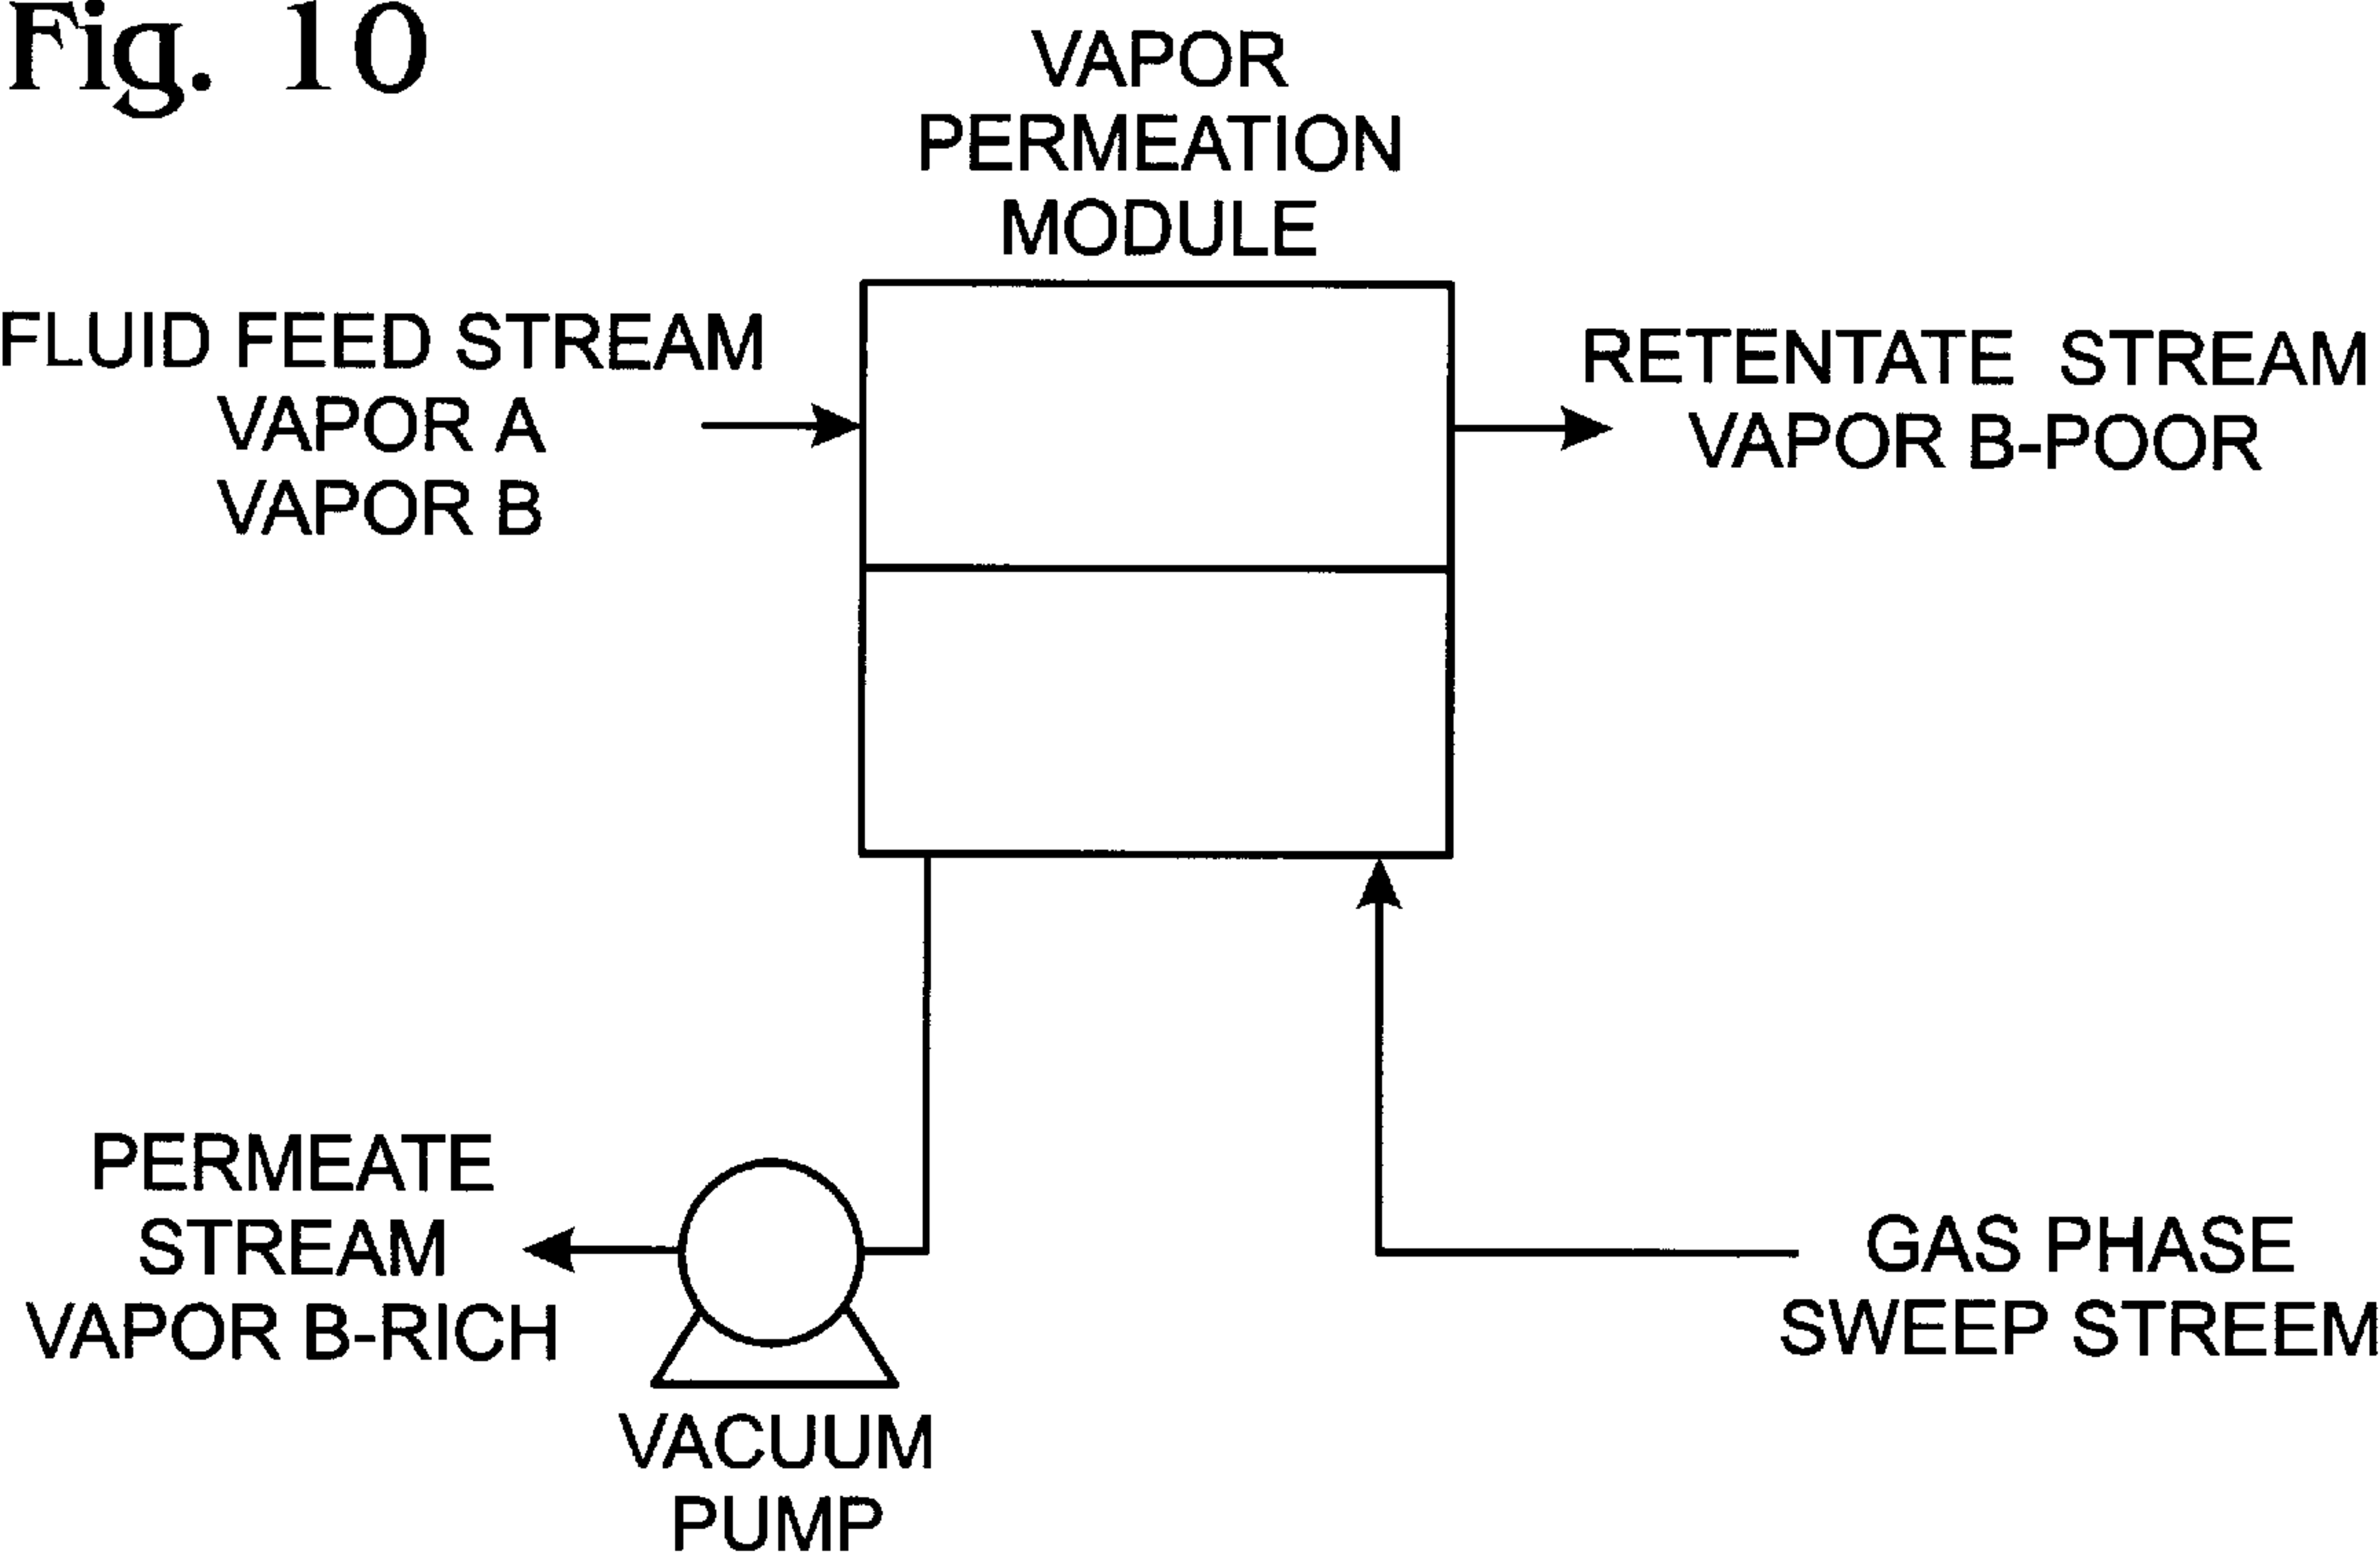 Fig. 10
VAPOR
PERMEATION
MODULE
FLUID FEED STREAM
VAPOR A
VAPOR B
RETENTATE STREAM
VAPOR B-POOR
PERMEATE
STREAM
VAPOR B-RICH
VACUUM
PUMP
GAS PHASE
SWEEP STREEM